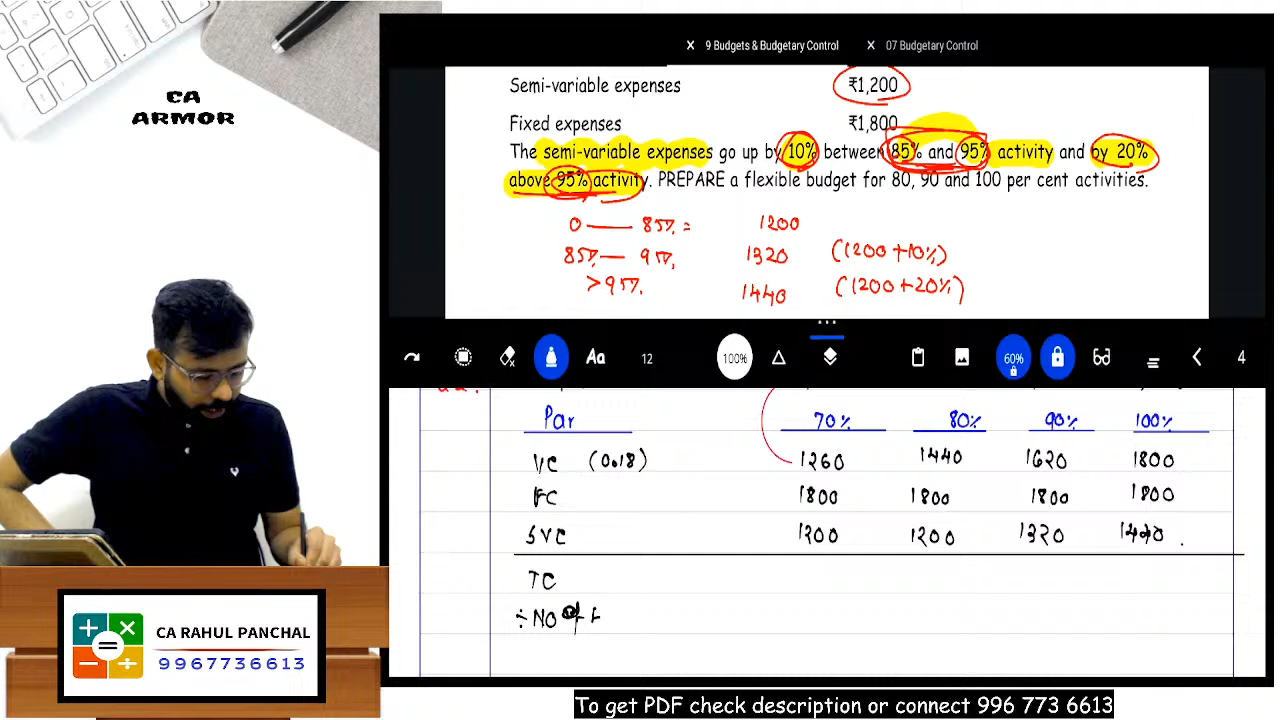 CA
ARMOR
9 Budgets & Budgetary Control
07 Budgetary Control
Semi-variable expenses ₹1,200
Fixed expenses ₹1,800
The semi-variable expenses go up by 10% between 85% and 95% activity and by 20%
above 95% activity. PREPARE a flexible budget for 80, 90 and 100 per cent activities.
0 — 85% = 1200
85% — 95% 1320 (1200 + 10%)
>95% 1440 (1200 + 20%)
Aa 12 100% 60% 4
Par 70% 80% 90% 100%
VC (0.18) 1260 1440 1620 1800
FC 1800 1800 1800 1800
SVC 1200 1200 1320 1440
TC
÷ No of
CA RAHUL PANCHAL
9967736613
To get PDF check description or connect 996 773 6613